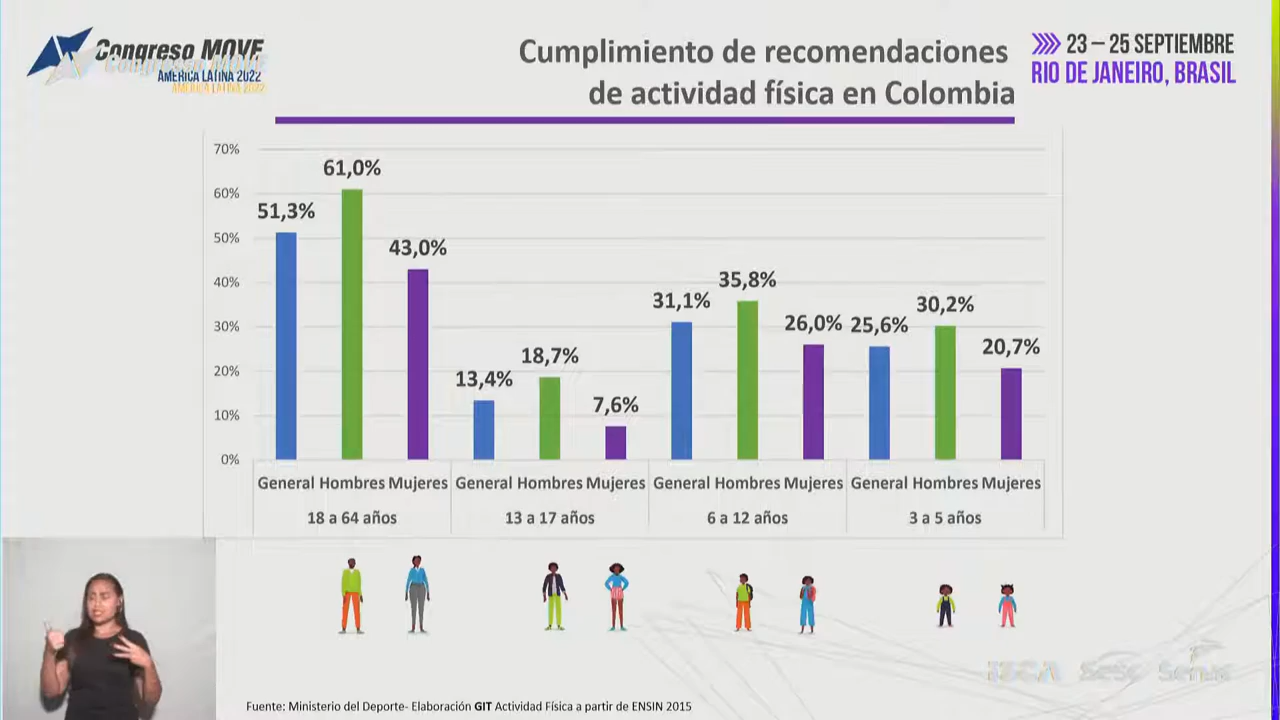 Congreso MOVE
AMÉRICA LATINA 2022
Cumplimiento de recomendaciones
de actividad física en Colombia
23 – 25 SEPTIEMBRE
RIO DE JANEIRO, BRASIL
70%
60%
50%
40%
30%
20%
10%
0%
51,3% 61,0% 43,0%
13,4% 18,7% 7,6%
31,1% 35,8% 26,0%
25,6% 30,2% 20,7%
General Hombres Mujeres General Hombres Mujeres General Hombres Mujeres General Hombres Mujeres
18 a 64 años 13 a 17 años 6 a 12 años 3 a 5 años
Fuente: Ministerio del Deporte- Elaboración GIT Actividad Física a partir de ENSIN 2015